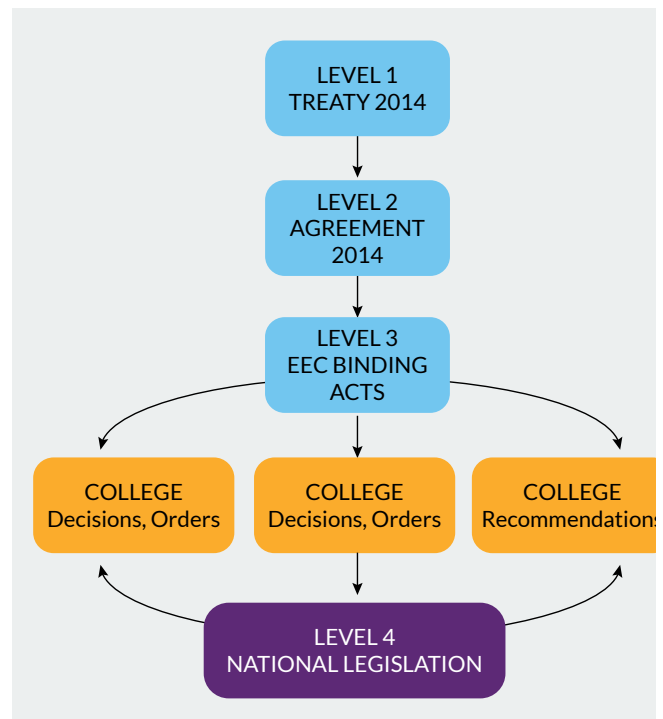 LEVEL 1
TREATY 2014
LEVEL 2
AGREEMENT
2014
LEVEL 3
EEC BINDING
ACTS
COLLEGE
Decisions, Orders
COLLEGE
Decisions, Orders
COLLEGE
Recommendations
LEVEL 4
NATIONAL LEGISLATION